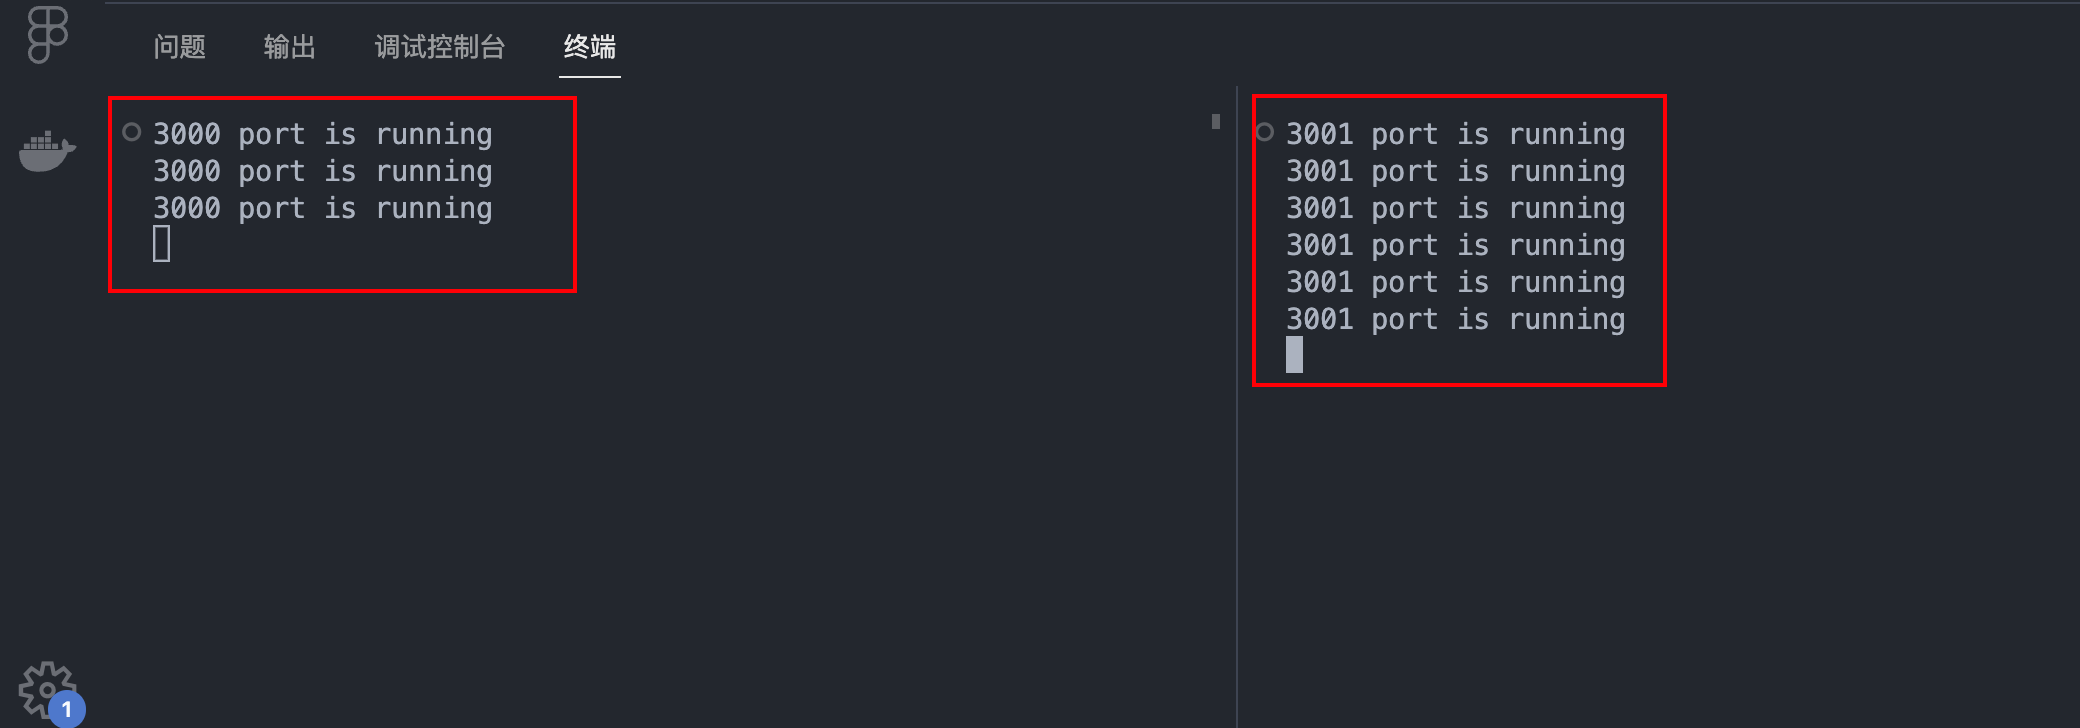 问题 输出 调试控制台 终端
3000 port is running
3000 port is running
3000 port is running
3001 port is running
3001 port is running
3001 port is running
3001 port is running
3001 port is running
3001 port is running
1